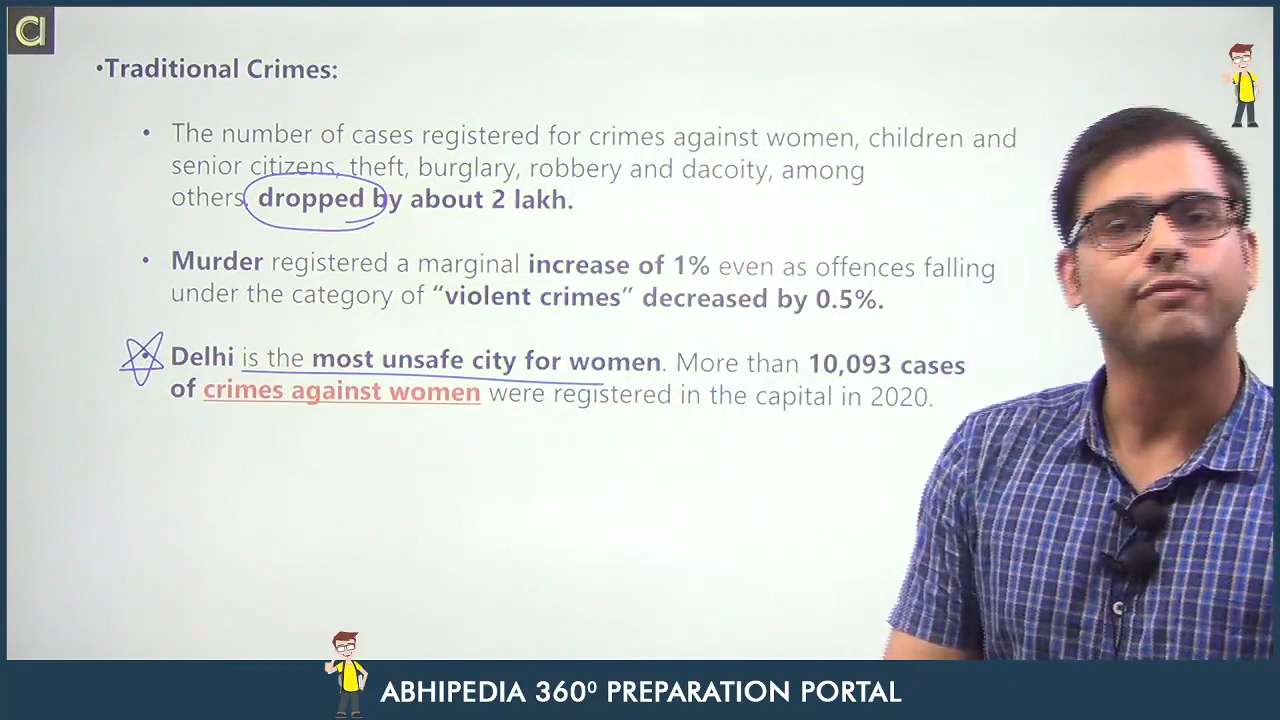 •Traditional Crimes:
• The number of cases registered for crimes against women, children and
senior citizens, theft, burglary, robbery and dacoity, among
others, dropped by about 2 lakh.
• Murder registered a marginal increase of 1% even as offences falling
under the category of “violent crimes” decreased by 0.5%.
Delhi is the most unsafe city for women. More than 10,093 cases
of crimes against women were registered in the capital in 2020.
ABHIPEDIA 360⁰ PREPARATION PORTAL